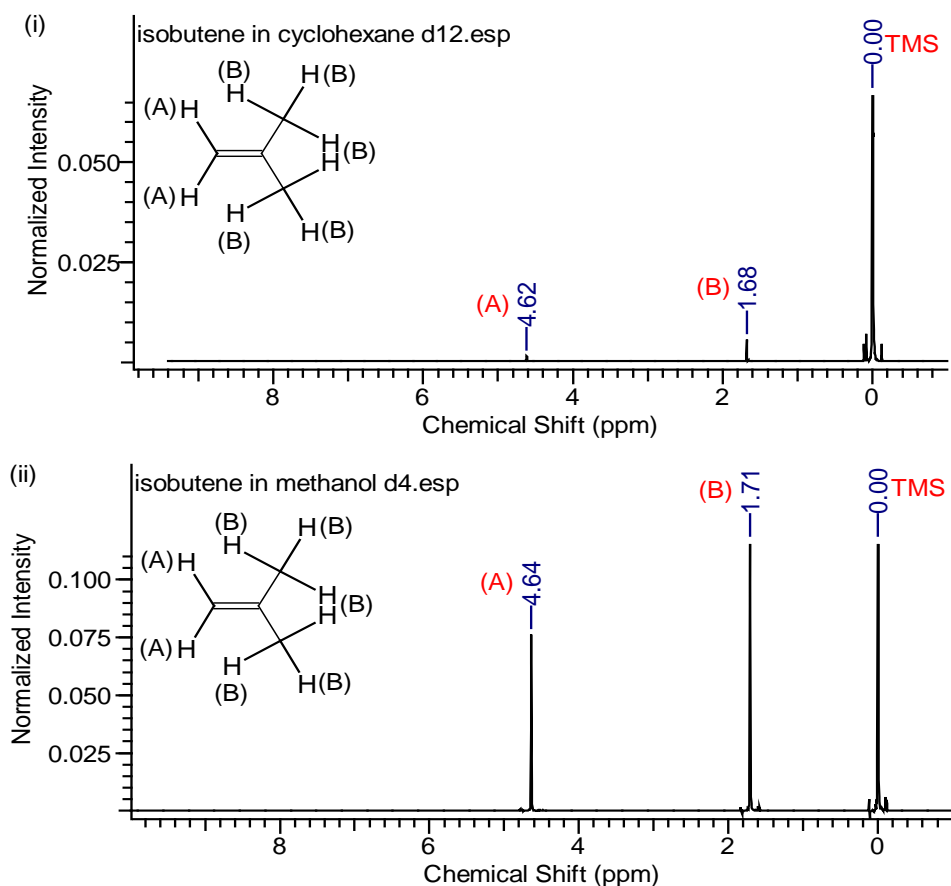 (i)
isobutene in cyclohexane d12.esp
0.00 TMS
(B) H(B)
(A) H H
H
H
(B)
(A) H
H H(B)
(B)
Normalized Intensity
0.050
0.025
(A) 4.62
(B) 1.68
8 6 4 2 0
Chemical Shift (ppm)
(ii)
isobutene in methanol d4.esp
(B) 1.71
0.00 TMS
(A) 4.64
(B) H(B)
(A) H H
H
H
(B)
(A) H
H H(B)
(B)
Normalized Intensity
0.100
0.075
0.050
0.025
8 6 4 2 0
Chemical Shift (ppm)